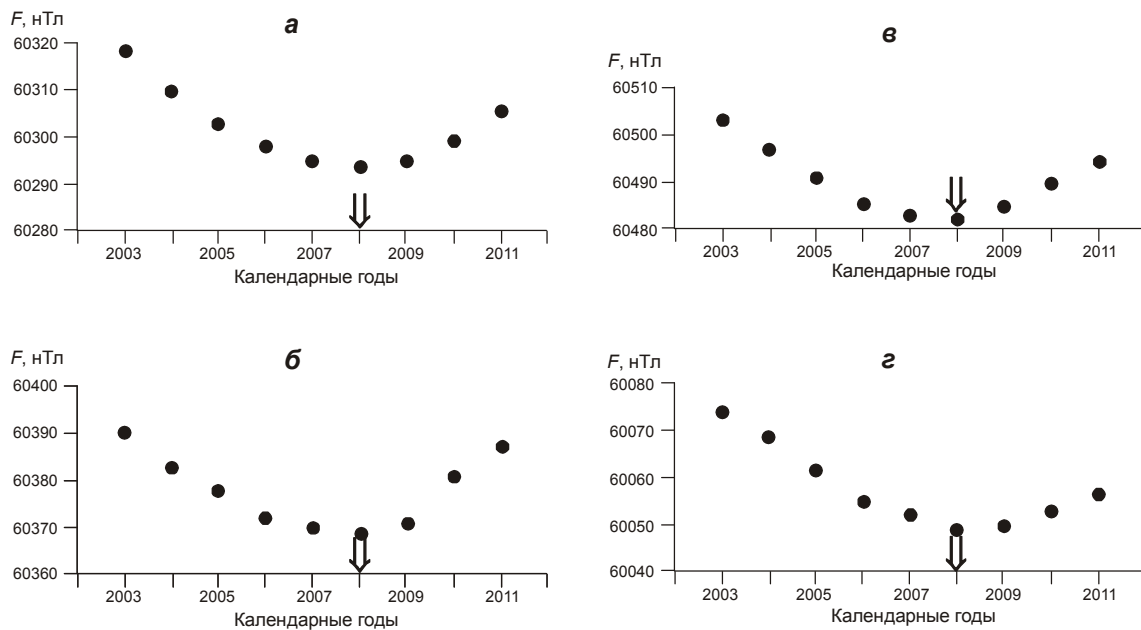 а
F, нТл
60320
60310
60300
60290
60280
2003 2005 2007 2009 2011
Календарные годы
в
F, нТл
60510
60500
60490
60480
2003 2005 2007 2009 2011
Календарные годы
б
F, нТл
60400
60390
60380
60370
60360
2003 2005 2007 2009 2011
Календарные годы
г
F, нТл
60080
60070
60060
60050
60040
2003 2005 2007 2009 2011
Календарные годы